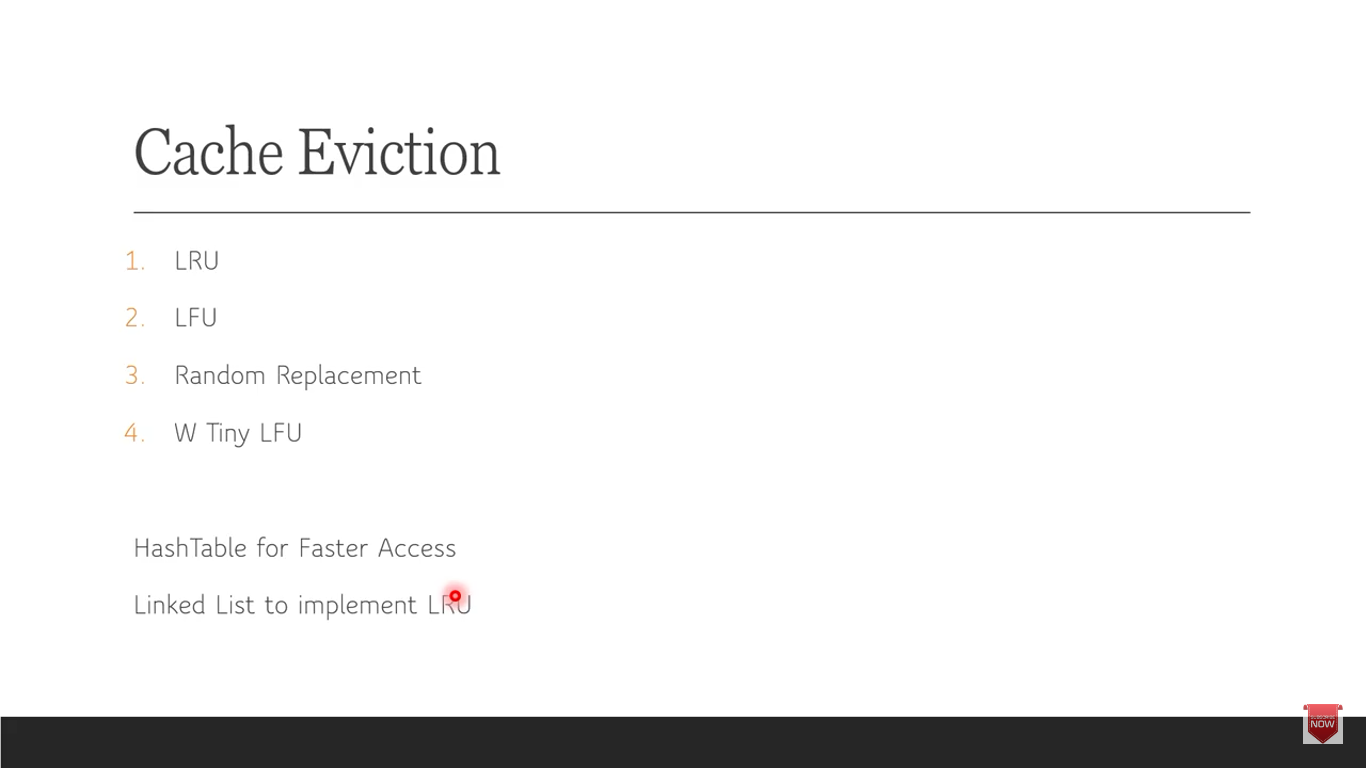 Cache Eviction
1. LRU
2. LFU
3. Random Replacement
4. W Tiny LFU
HashTable for Faster Access
Linked List to implement LRU
NOW